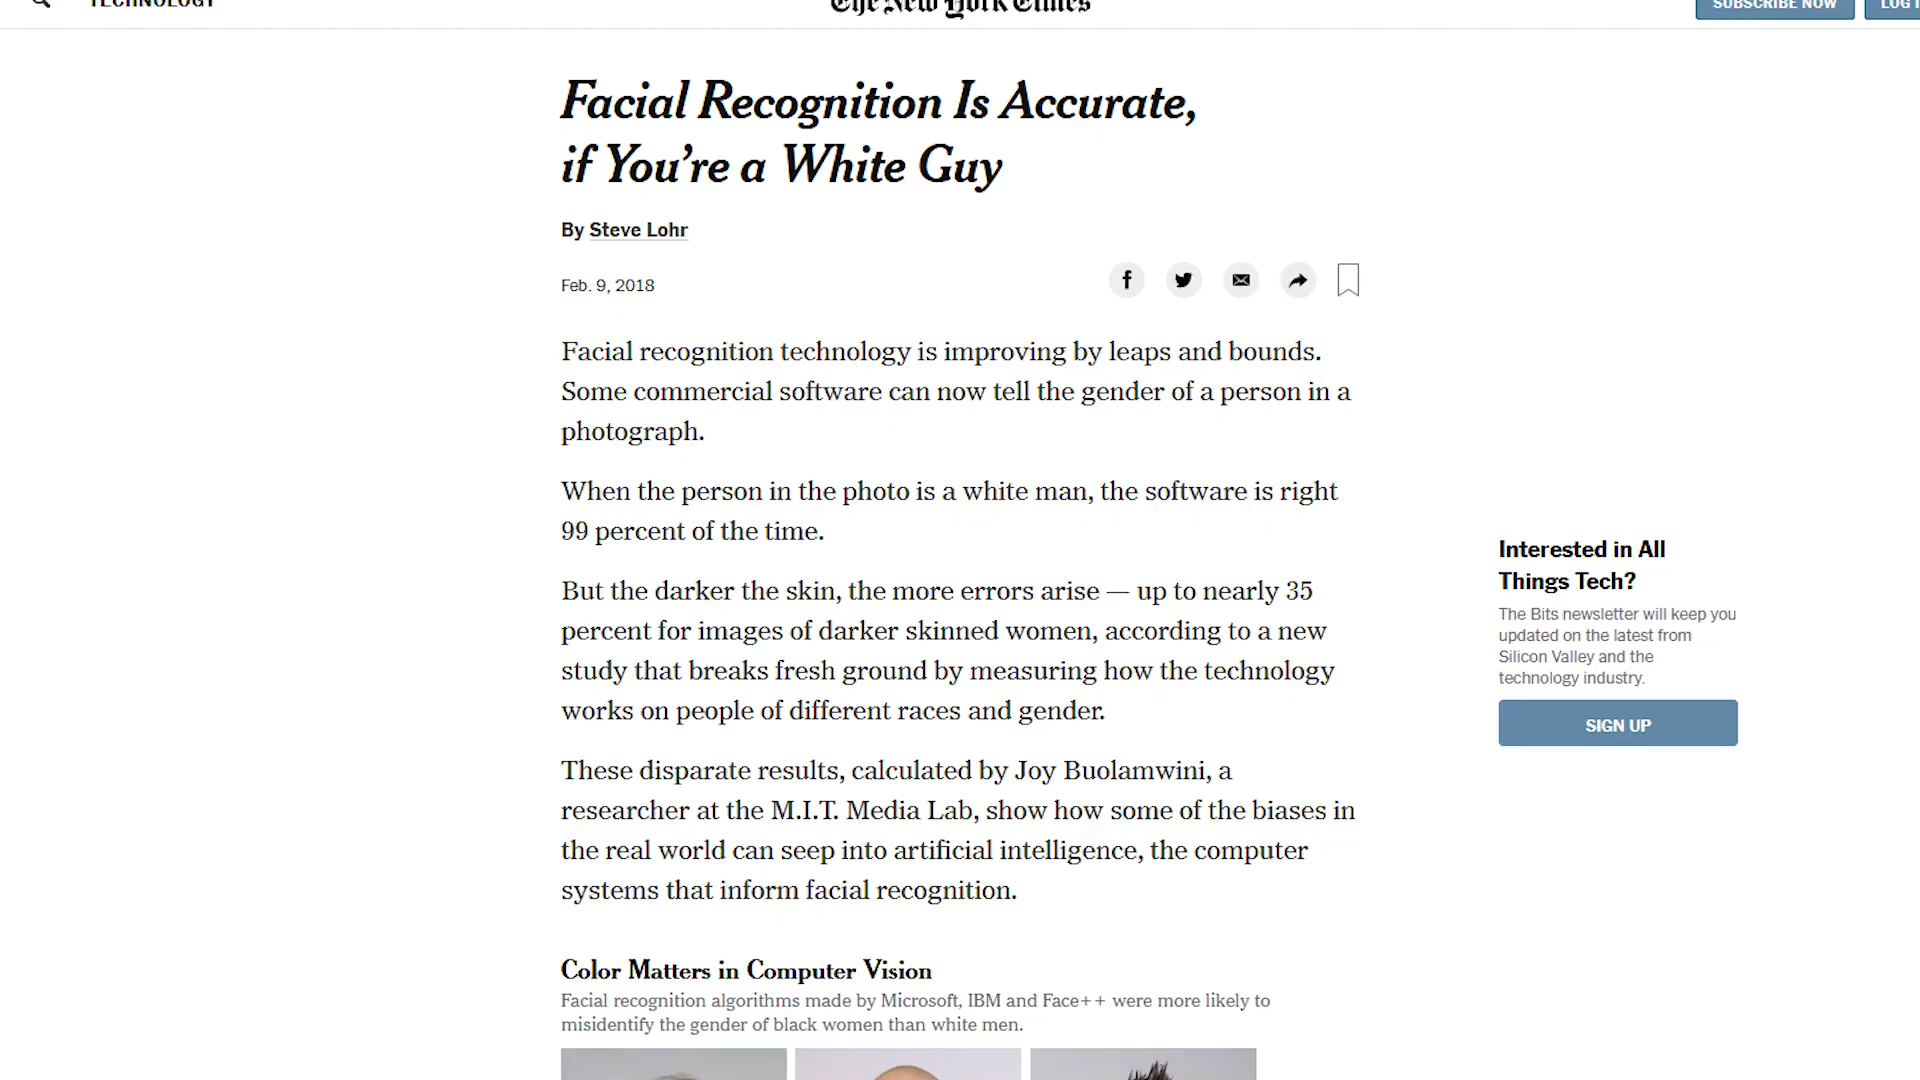 TECHNOLOGY
The New York Times
SUBSCRIBE NOW
LOG I
Facial Recognition Is Accurate,
if You're a White Guy
By Steve Lohr
Feb. 9, 2018
Facial recognition technology is improving by leaps and bounds.
Some commercial software can now tell the gender of a person in a
photograph.
When the person in the photo is a white man, the software is right
99 percent of the time.
But the darker the skin, the more errors arise — up to nearly 35
percent for images of darker skinned women, according to a new
study that breaks fresh ground by measuring how the technology
works on people of different races and gender.
These disparate results, calculated by Joy Buolamwini, a
researcher at the M.I.T. Media Lab, show how some of the biases in
the real world can seep into artificial intelligence, the computer
systems that inform facial recognition.
Interested in All
Things Tech?
The Bits newsletter will keep you
updated on the latest from
Silicon Valley and the
technology industry.
SIGN UP
Color Matters in Computer Vision
Facial recognition algorithms made by Microsoft, IBM and Face++ were more likely to
misidentify the gender of black women than white men.